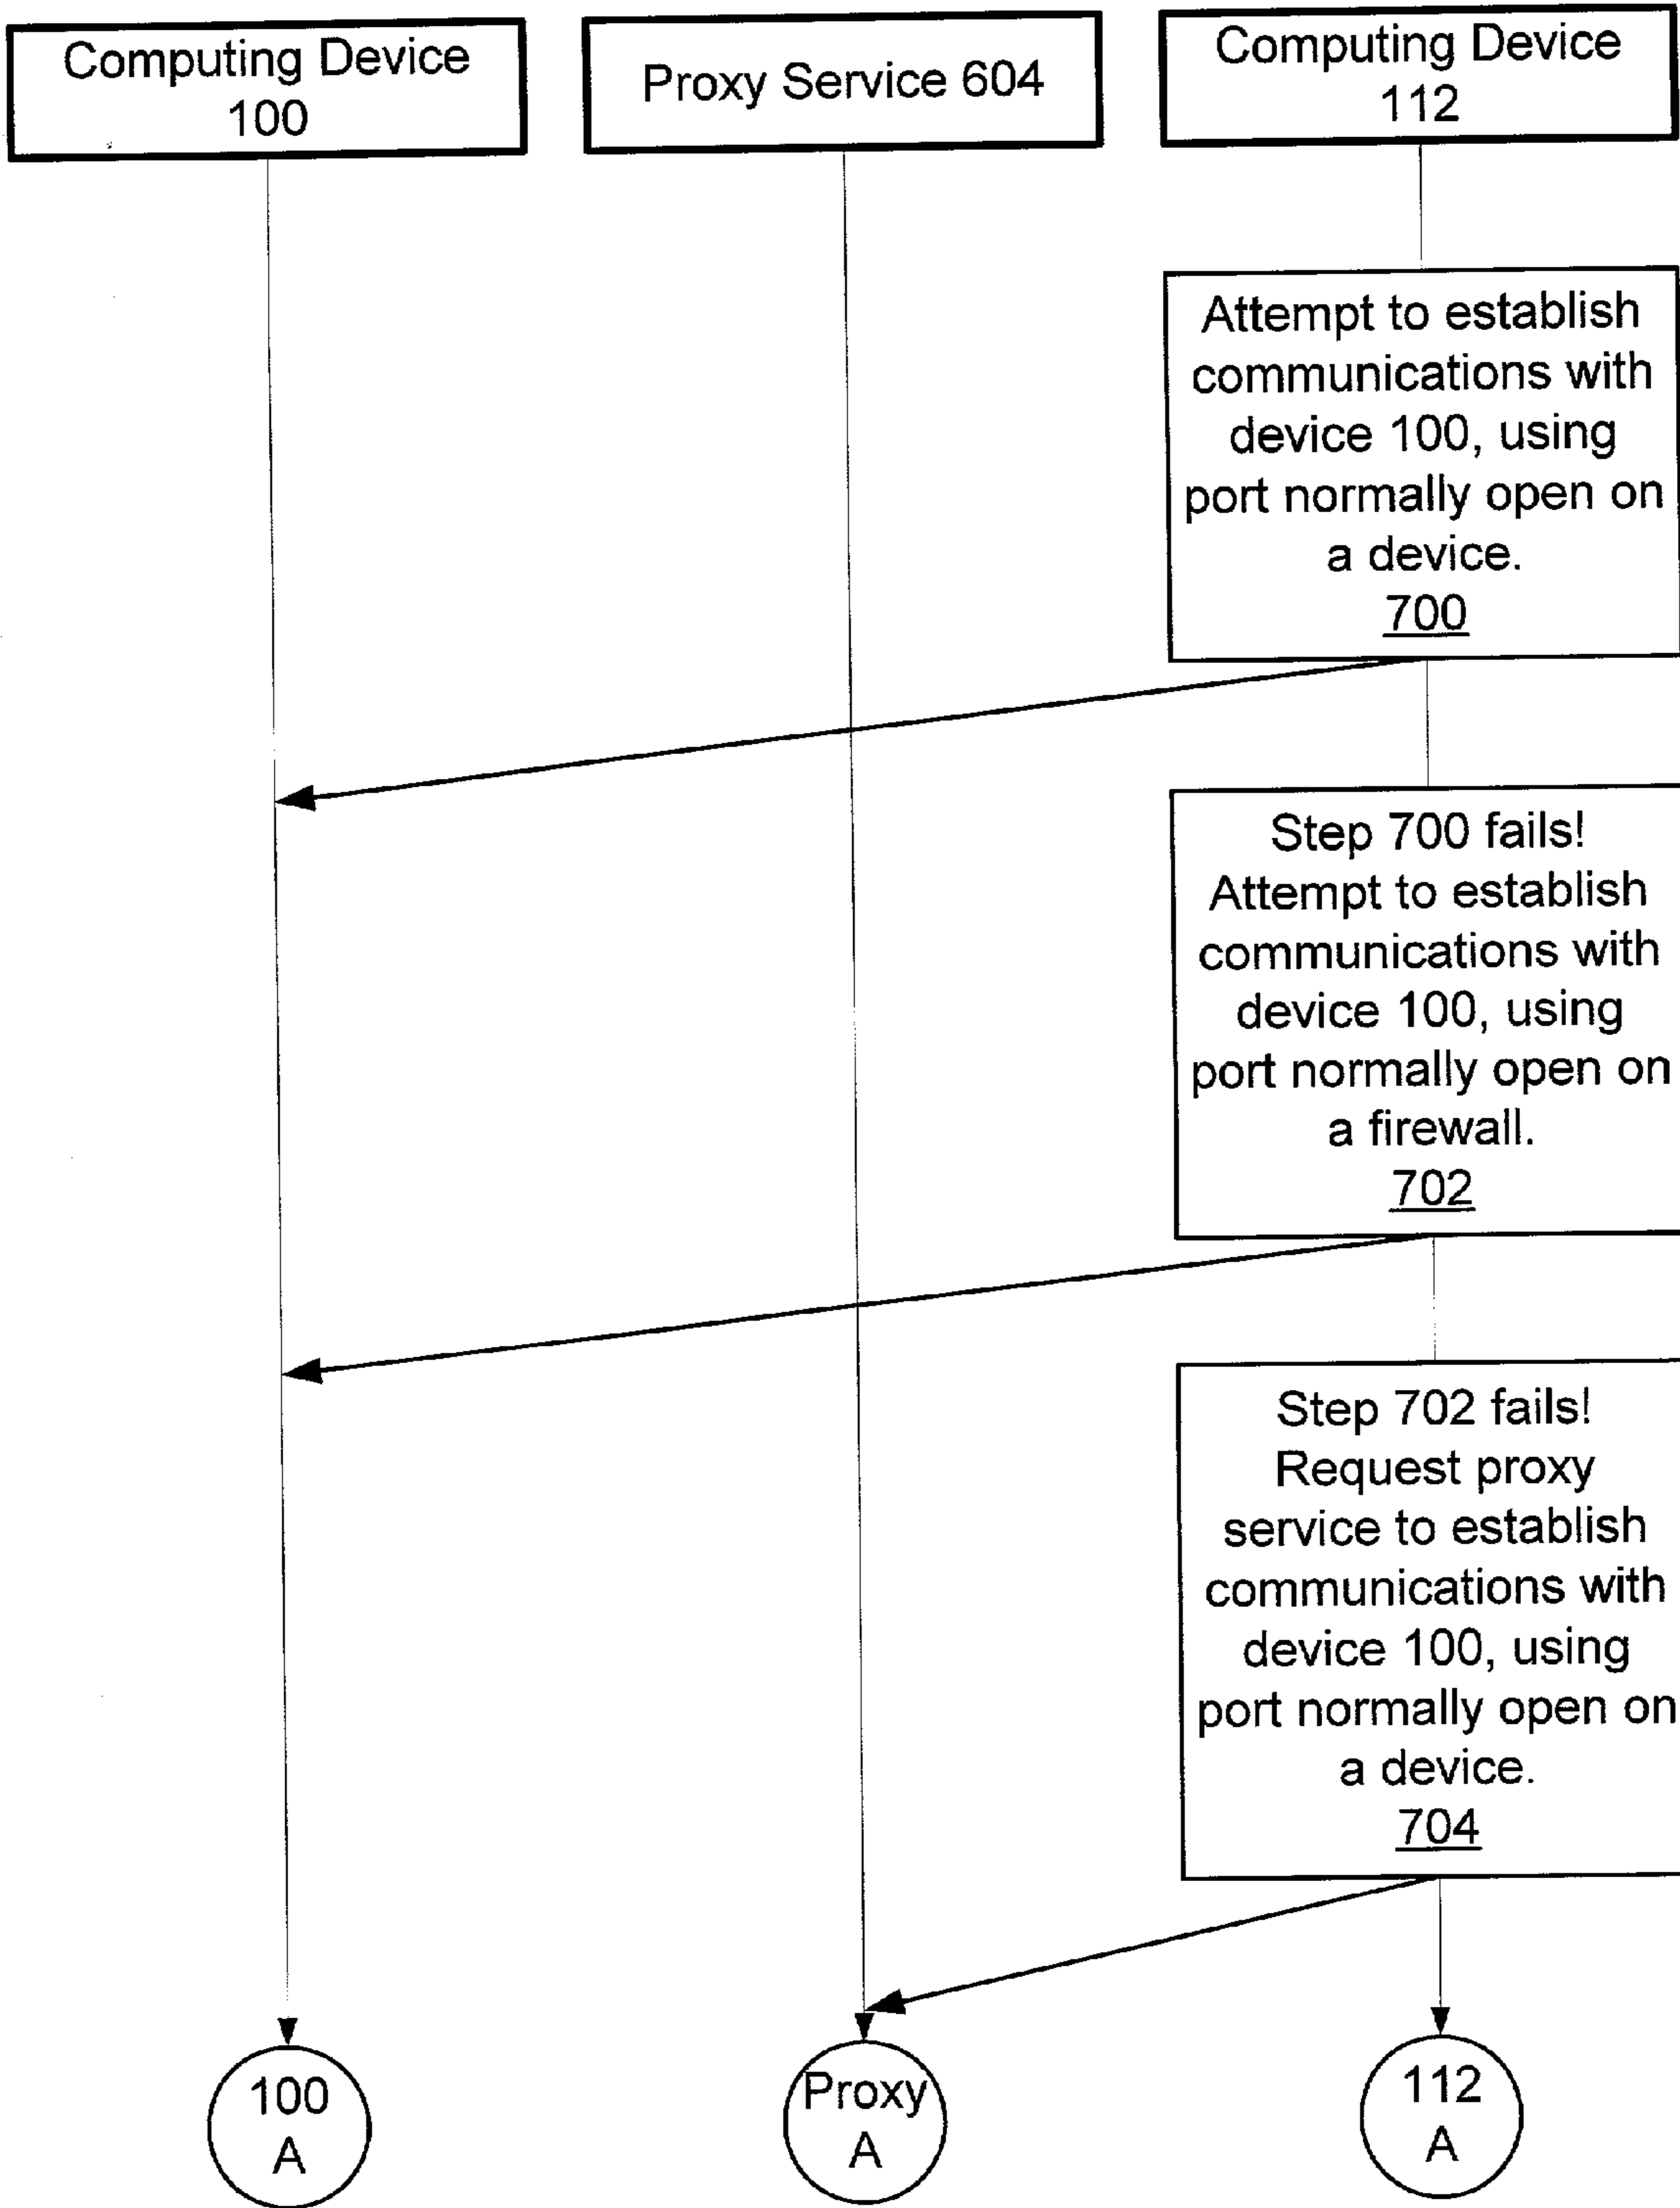 Computing Device
100
Proxy Service 604
Computing Device
112
Attempt to establish
communications with
device 100, using
port normally open on
a device.
700
Step 700 fails!
Attempt to establish
communications with
device 100, using
port normally open on
a firewall.
702
Step 702 fails!
Request proxy
service to establish
communications with
device 100, using
port normally open on
a device.
704
100
A
Proxy
A
112
A